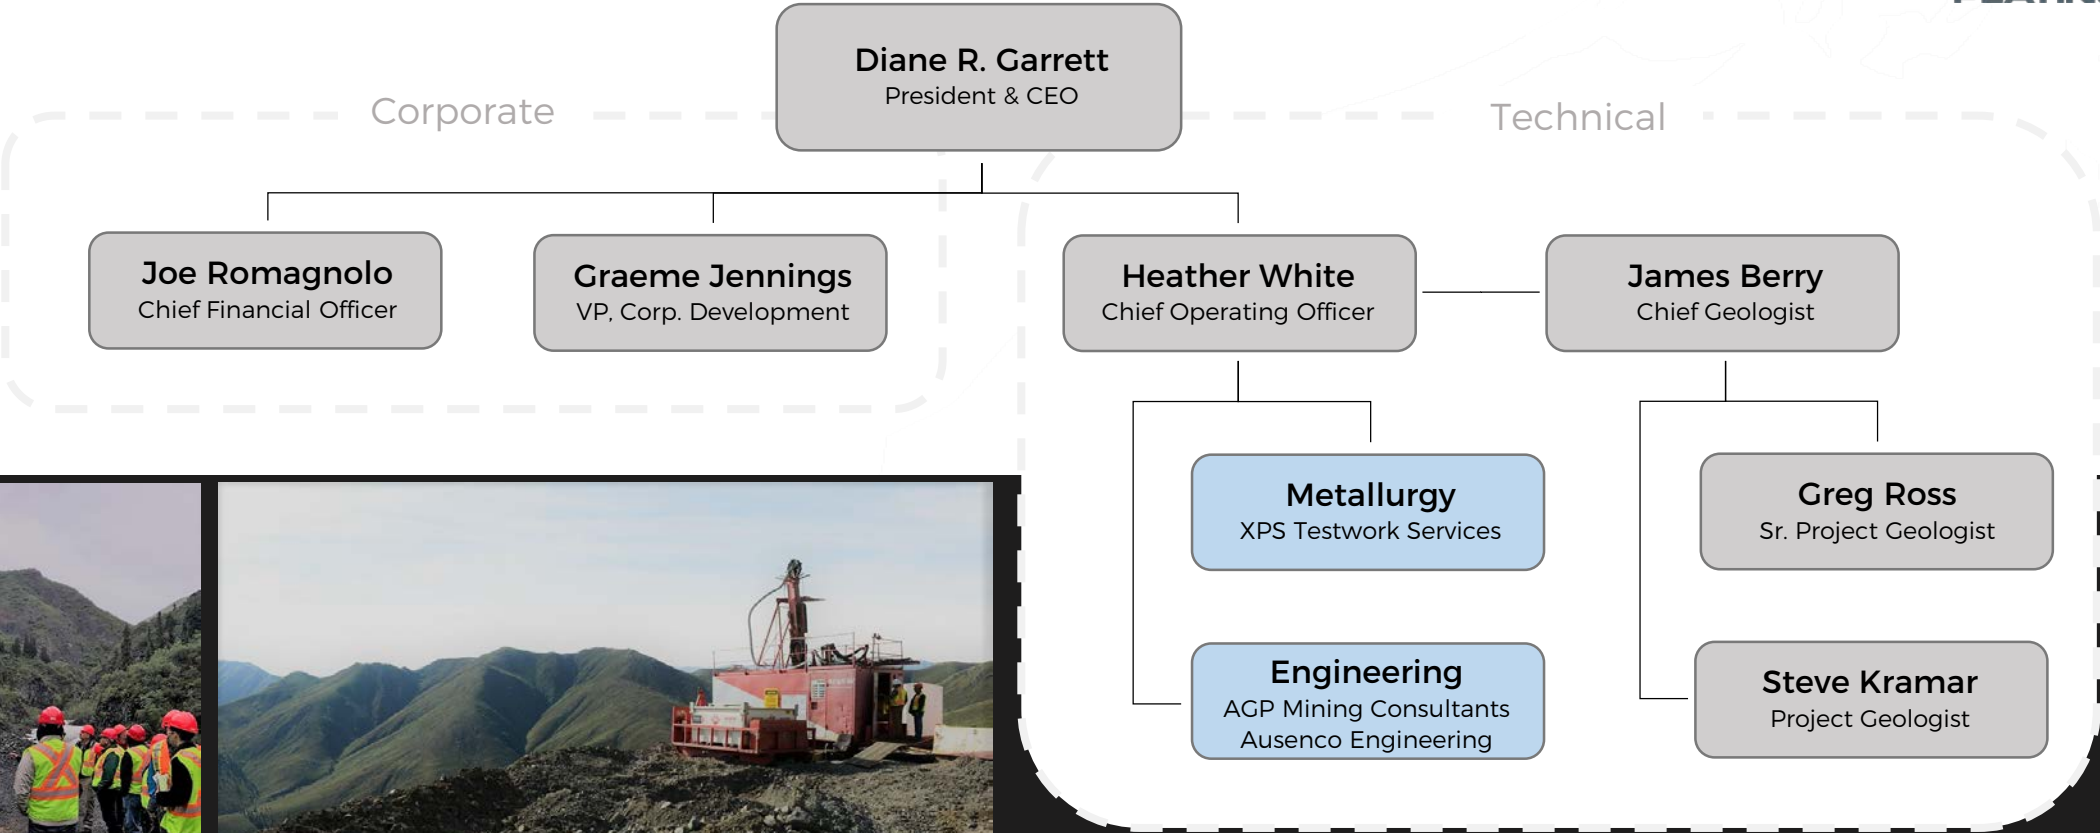 Diane R. Garrett
President & CEO
Corporate
Technical
Joe Romagnolo
Chief Financial Officer
Graeme Jennings
VP, Corp. Development
Heather White
Chief Operating Officer
James Berry
Chief Geologist
Metallurgy
XPS Testwork Services
Greg Ross
Sr. Project Geologist
Engineering
AGP Mining Consultants
Ausenco Engineering
Steve Kramar
Project Geologist